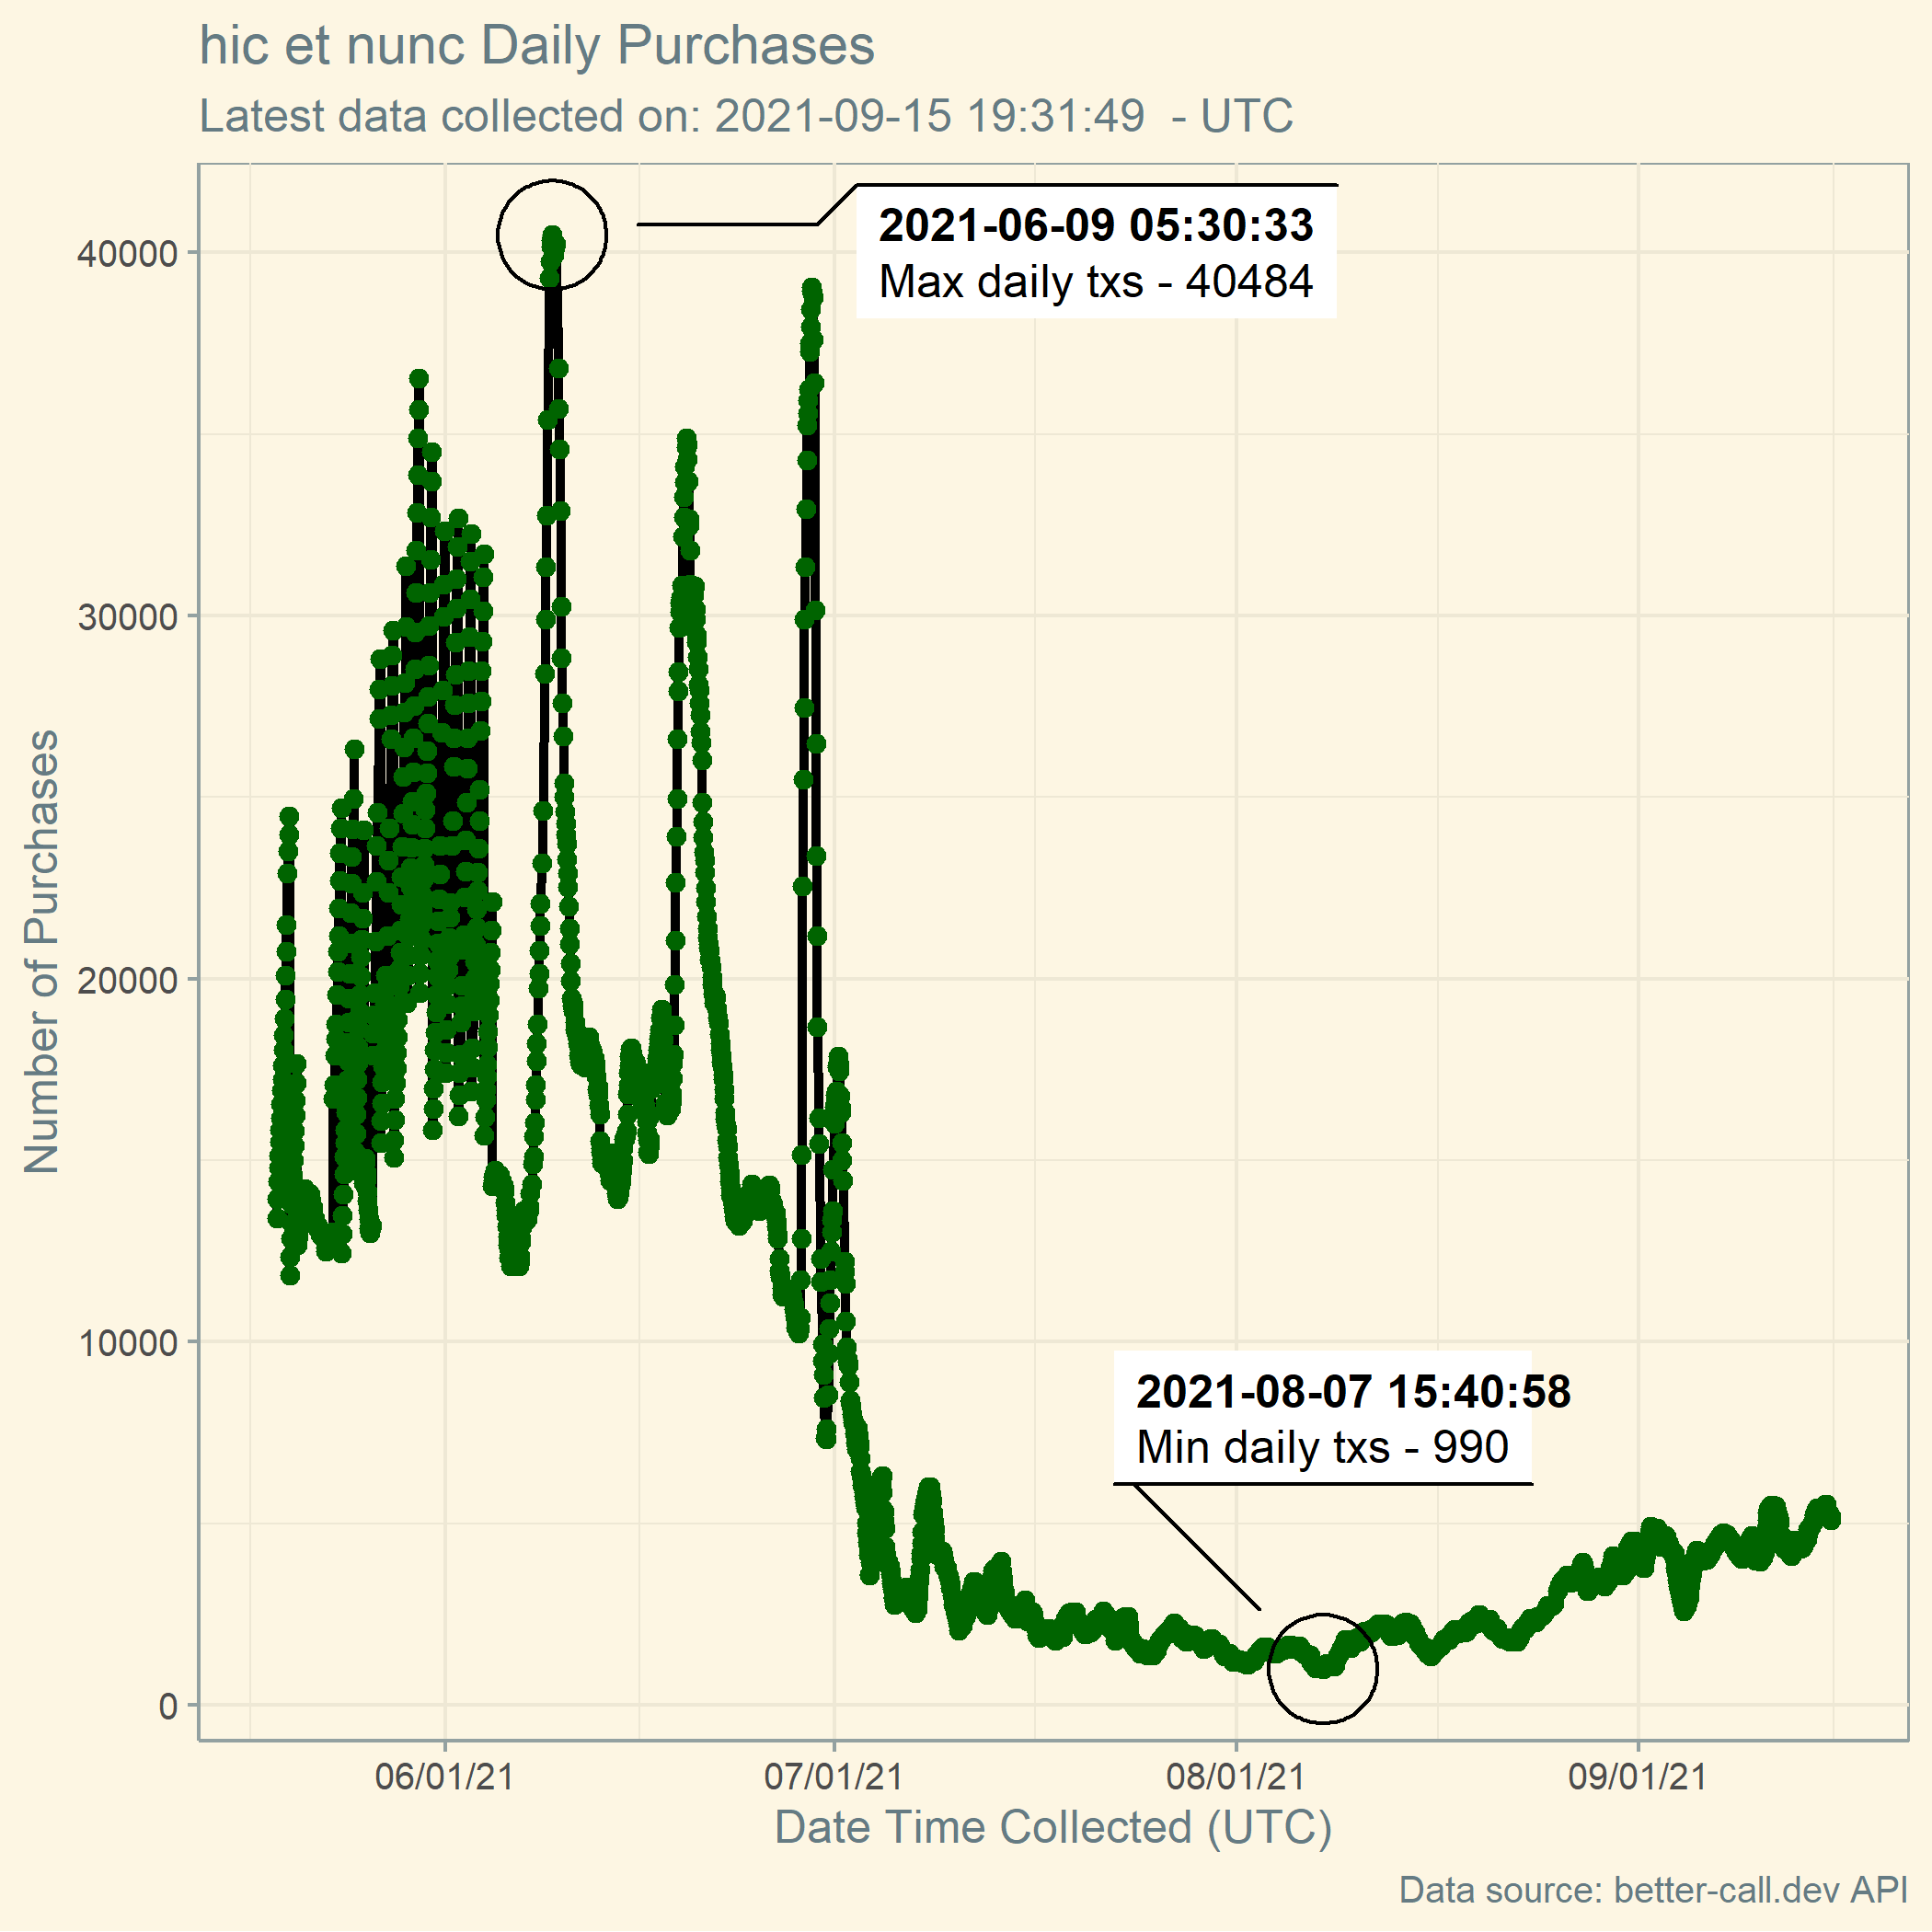 hic et nunc Daily Purchases
Latest data collected on: 2021-09-15 19:31:49 - UTC
2021-06-09 05:30:33
Max daily txs - 40484
40000
30000
20000
10000
0
Number of Purchases
2021-08-07 15:40:58
Min daily txs - 990
06/01/21
07/01/21
08/01/21
09/01/21
Date Time Collected (UTC)
Data source: better-call.dev API